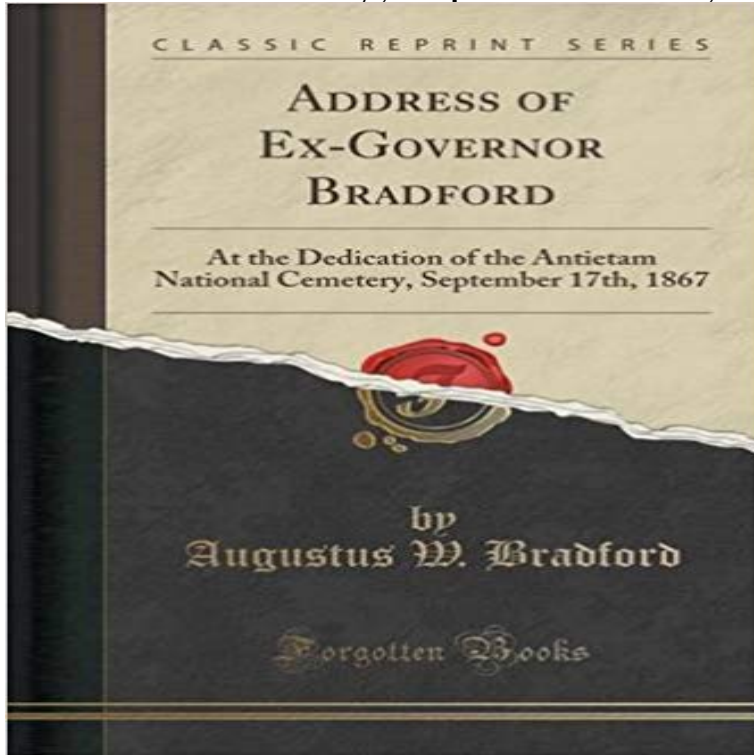 CLASSIC REPRINT SERIES
ADDRESS OF
EX-GOVERNOR
BRADFORD
At the Dedication of the Antietam
National Cemetery, September 17th, 1867
by
Augustus W. Bradford
Forgotten Books